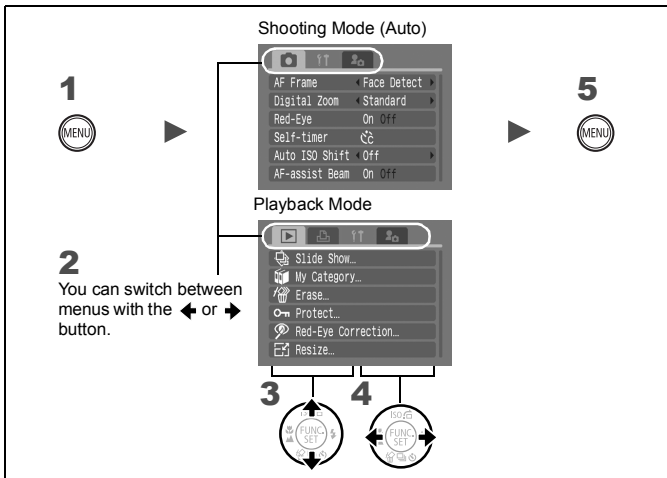 Shooting Mode (Auto)
1
MENU
AF Frame Face Detect
Digital Zoom Standard
Red-Eye On Off
Self-timer
Auto ISO Shift Off
AF-assist Beam On Off
5
MENU
Playback Mode
2
You can switch between
menus with the or
button.
Slide Show...
My Category...
Erase...
Protect...
Red-Eye Correction...
Resize...
3
FUNC.
SET
4
ISO
FUNC.
SET